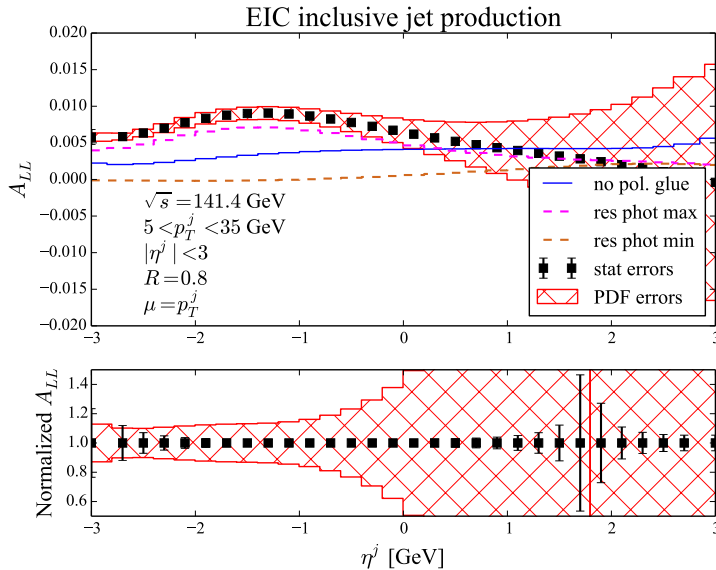 EIC inclusive jet production
0.020
0.015
0.010
0.005
0.000
−0.005
−0.010
−0.015
−0.020
A_LL
√s = 141.4 GeV
5 < p_T^j < 35 GeV
|η^j| < 3
R = 0.8
μ = p_T^j
no pol. glue
res phot max
res phot min
stat errors
PDF errors
−3 −2 −1 0 1 2 3
Normalized A_LL
1.4
1.2
1.0
0.8
0.6
−3 −2 −1 0 1 2 3
η^j [GeV]